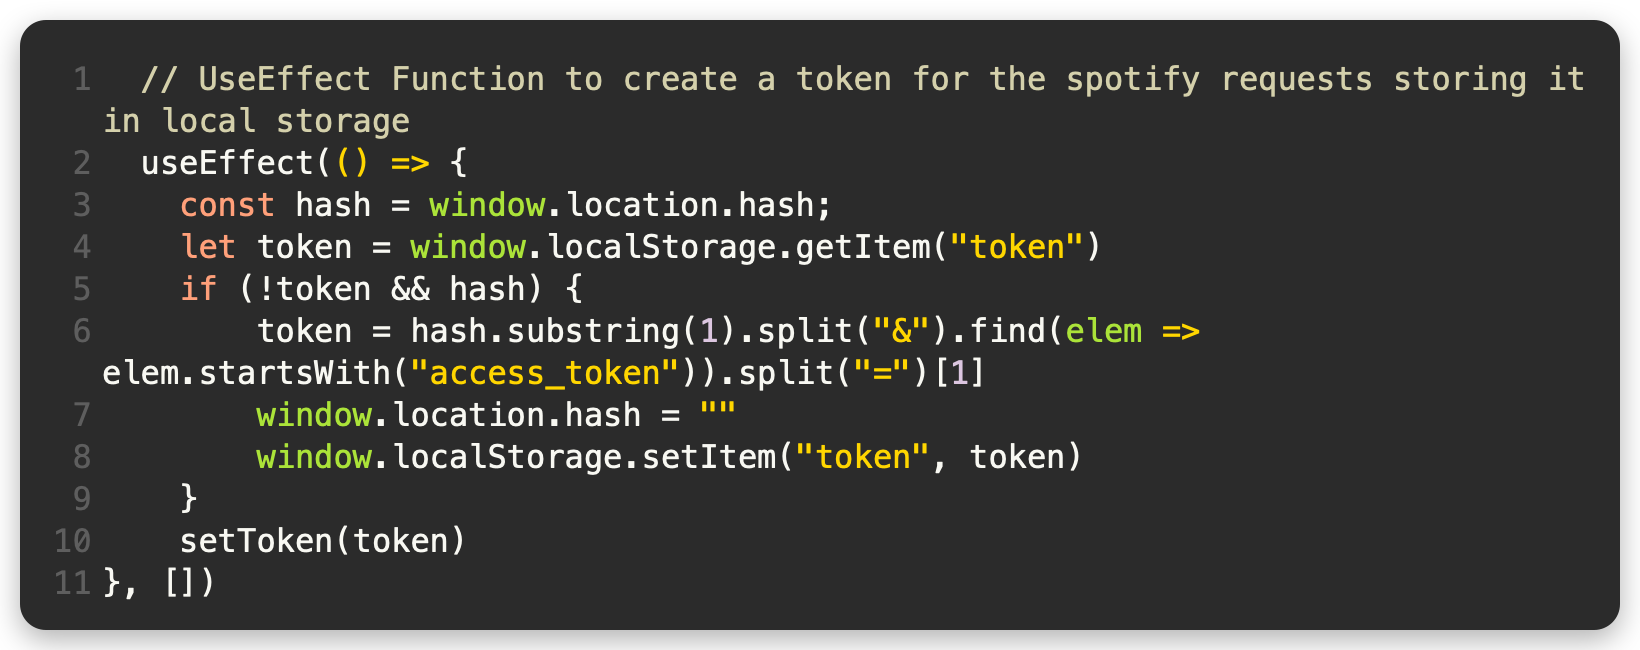 1 // UseEffect Function to create a token for the spotify requests storing it
in local storage
2 useEffect(() => {
3 const hash = window.location.hash;
4 let token = window.localStorage.getItem("token")
5 if (!token && hash) {
6 token = hash.substring(1).split("&").find(elem =>
elem.startsWith("access_token")).split("=")[1]
7 window.location.hash = ""
8 window.localStorage.setItem("token", token)
9 }
10 setToken(token)
11 }, [])